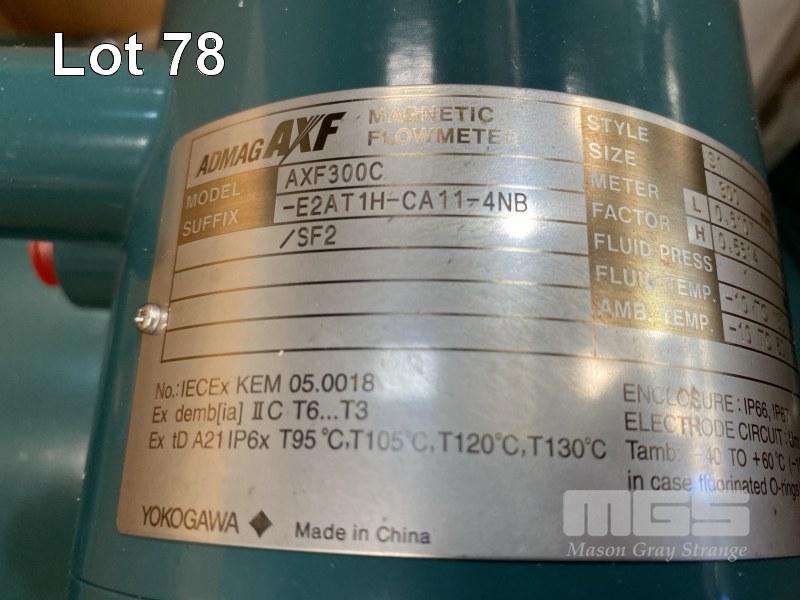 Lot 78
ADMAG AXF MAGNETIC FLOWMETER
MODEL AXF300C
SUFFIX -E2AT1H-CA11-4NB
/SF2
STYLE
SIZE 300 mm
METER FACTOR
L
H
FLUID PRESS
FLUID TEMP.
AMB. TEMP.
No.:IECEx KEM 05.0018
Ex demb[ia] ⅡC T6...T3
Ex tD A21 IP6x T95℃,T105℃,T120℃,T130℃
ENCLOSURE : IP66, IP67
ELECTRODE CIRCUIT :
Tamb: -40 TO +60℃
in case fluorinated O-rings
YOKOGAWA ◆ Made in China
MGS
Mason Gray Strange